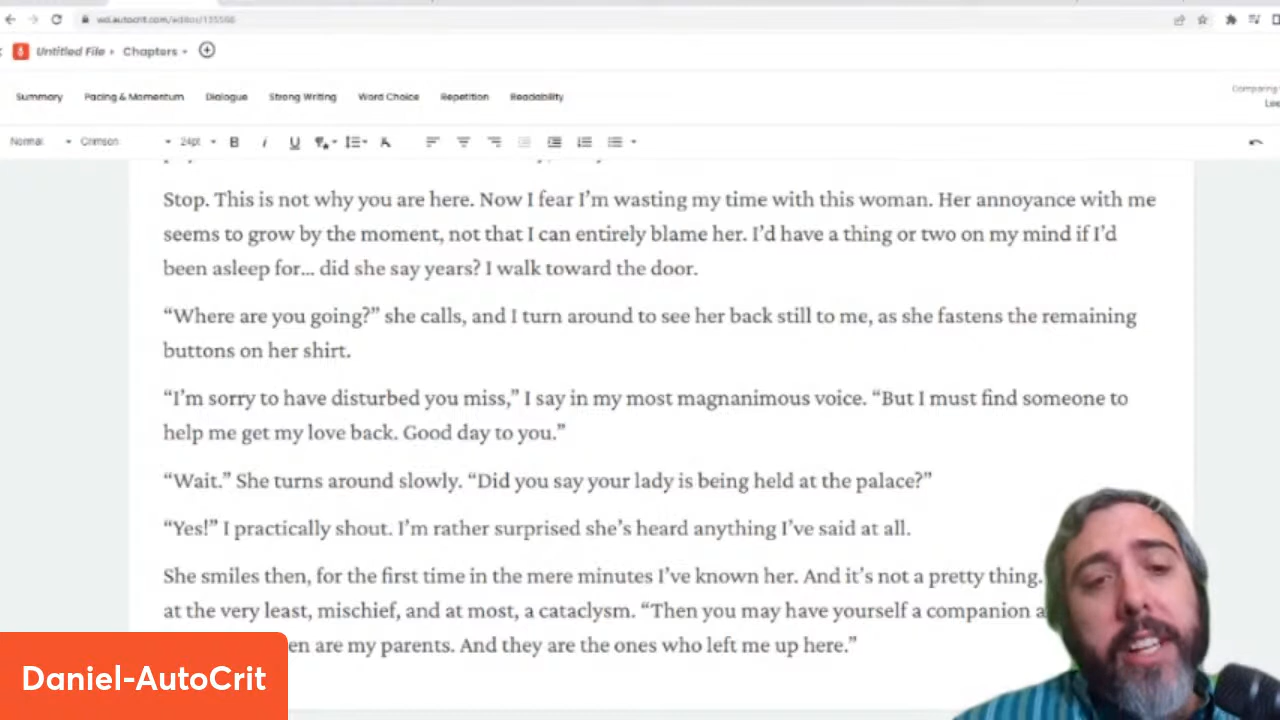 wd.autocrit.com/editor/135566
Untitled File Chapters
Summary Pacing & Momentum Dialogue Strong Writing Word Choice Repetition Readability
Comparing
Lee
Normal Crimson 24pt B i U
Stop. This is not why you are here. Now I fear I’m wasting my time with this woman. Her annoyance with me
seems to grow by the moment, not that I can entirely blame her. I’d have a thing or two on my mind if I’d
been asleep for... did she say years? I walk toward the door.
“Where are you going?” she calls, and I turn around to see her back still to me, as she fastens the remaining
buttons on her shirt.
“I’m sorry to have disturbed you miss,” I say in my most magnanimous voice. “But I must find someone to
help me get my love back. Good day to you.”
“Wait.” She turns around slowly. “Did you say your lady is being held at the palace?”
“Yes!” I practically shout. I’m rather surprised she’s heard anything I’ve said at all.
She smiles then, for the first time in the mere minutes I’ve known her. And it’s not a pretty thing.
at the very least, mischief, and at most, a cataclysm. “Then you may have yourself a companion a
en are my parents. And they are the ones who left me up here.”
Daniel-AutoCrit